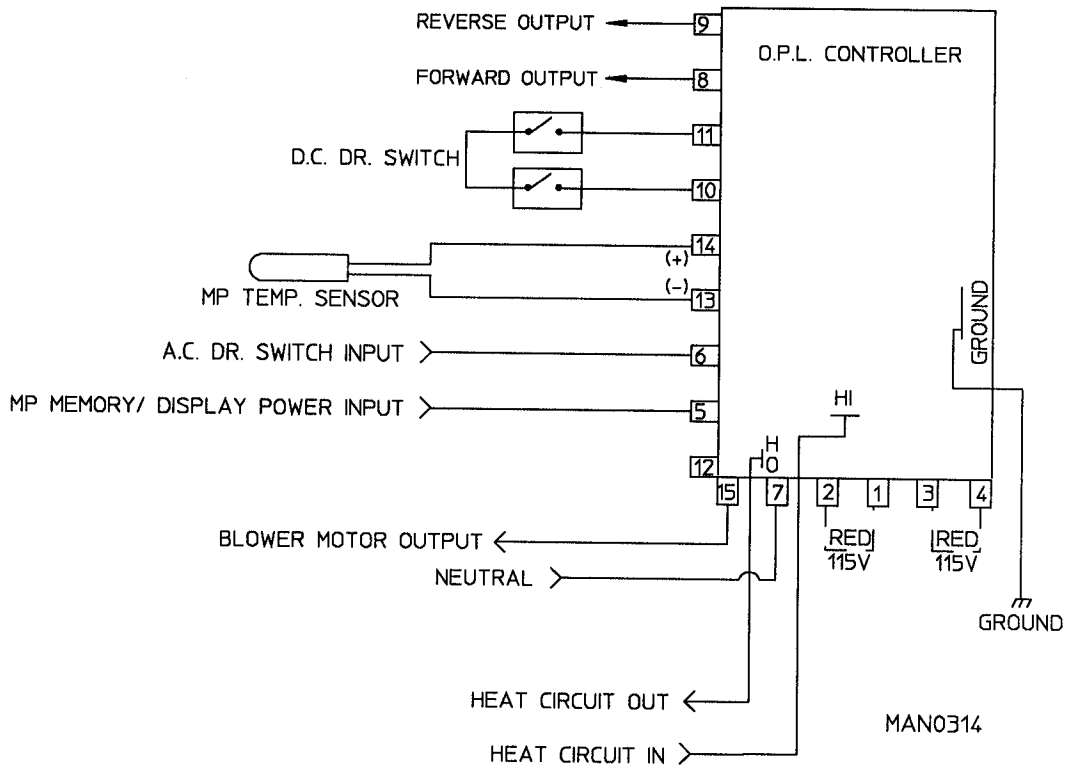 REVERSE OUTPUT
9
O.P.L. CONTROLLER
FORWARD OUTPUT
8
11
D.C. DR. SWITCH
10
14
(+)
(-)
MP TEMP. SENSOR
13
GROUND
A.C. DR. SWITCH INPUT
6
MP MEMORY/ DISPLAY POWER INPUT
5
HI
HO
12
15
7
2
1
3
4
BLOWER MOTOR OUTPUT
RED
115V
RED
115V
NEUTRAL
GROUND
HEAT CIRCUIT OUT
MAN0314
HEAT CIRCUIT IN